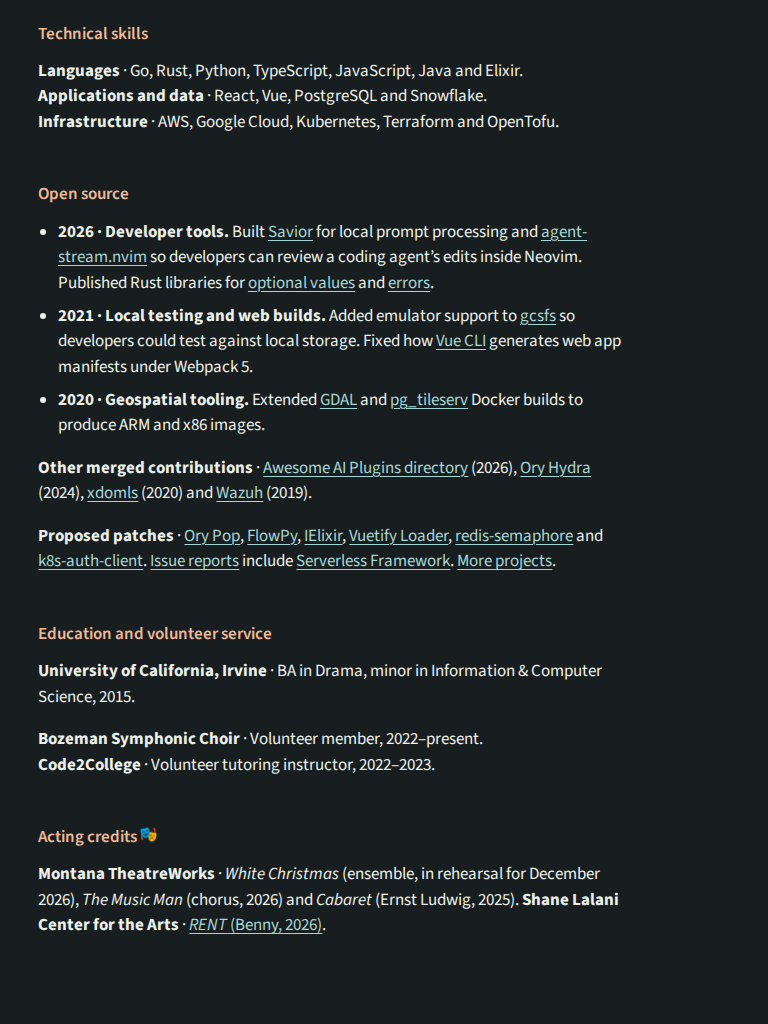 Technical skills
Languages · Go, Rust, Python, TypeScript, JavaScript, Java and Elixir.
Applications and data · React, Vue, PostgreSQL and Snowflake.
Infrastructure · AWS, Google Cloud, Kubernetes, Terraform and OpenTofu.
Open source
• 2026 · Developer tools. Built Savior for local prompt processing and agent-
stream.nvim so developers can review a coding agent’s edits inside Neovim.
Published Rust libraries for optional values and errors.
• 2021 · Local testing and web builds. Added emulator support to gcsfs so
developers could test against local storage. Fixed how Vue CLI generates web app
manifests under Webpack 5.
• 2020 · Geospatial tooling. Extended GDAL and pg_tileserv Docker builds to
produce ARM and x86 images.
Other merged contributions · Awesome AI Plugins directory (2026), Ory Hydra
(2024), xdomls (2020) and Wazuh (2019).
Proposed patches · Ory Pop, FlowPy, IElixir, Vuetify Loader, redis-semaphore and
k8s-auth-client. Issue reports include Serverless Framework. More projects.
Education and volunteer service
University of California, Irvine · BA in Drama, minor in Information & Computer
Science, 2015.
Bozeman Symphonic Choir · Volunteer member, 2022–present.
Code2College · Volunteer tutoring instructor, 2022–2023.
Acting credits 🎭
Montana TheatreWorks · White Christmas (ensemble, in rehearsal for December
2026), The Music Man (chorus, 2026) and Cabaret (Ernst Ludwig, 2025). Shane Lalani
Center for the Arts · RENT (Benny, 2026).